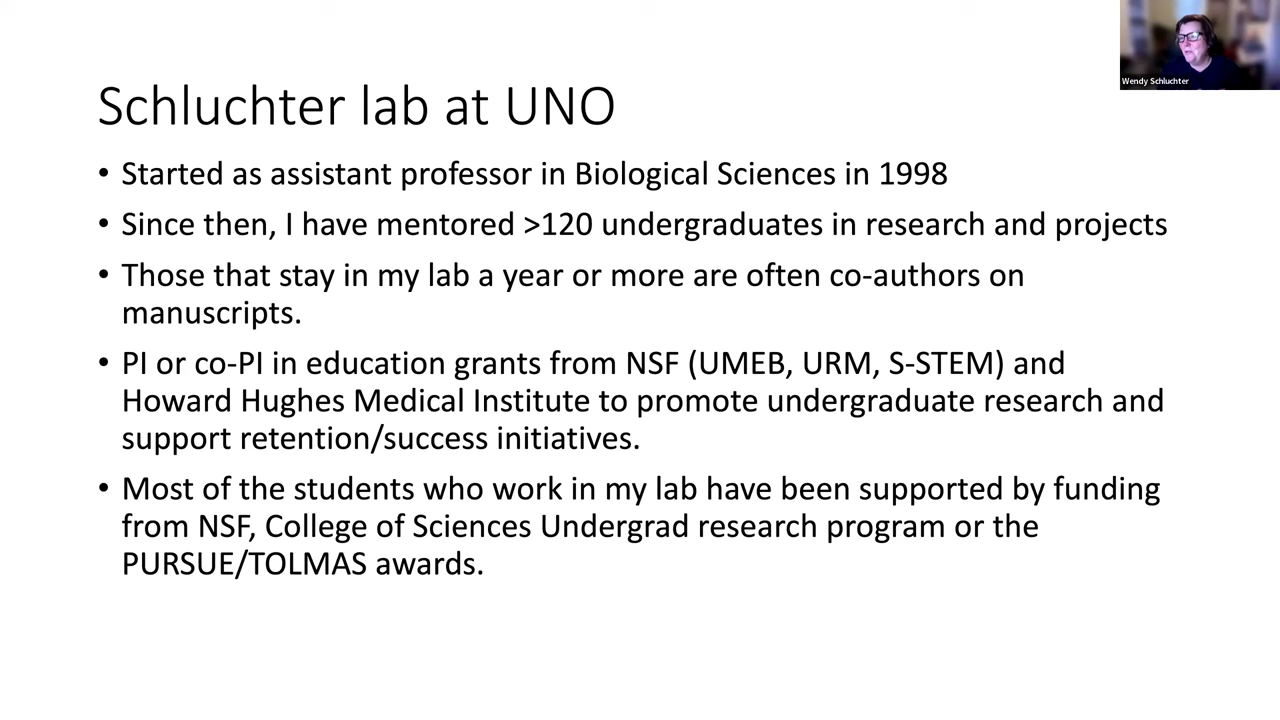 Wendy Schluchter
Schluchter lab at UNO
• Started as assistant professor in Biological Sciences in 1998
• Since then, I have mentored >120 undergraduates in research and projects
• Those that stay in my lab a year or more are often co-authors on
manuscripts.
• PI or co-PI in education grants from NSF (UMEB, URM, S-STEM) and
Howard Hughes Medical Institute to promote undergraduate research and
support retention/success initiatives.
• Most of the students who work in my lab have been supported by funding
from NSF, College of Sciences Undergrad research program or the
PURSUE/TOLMAS awards.